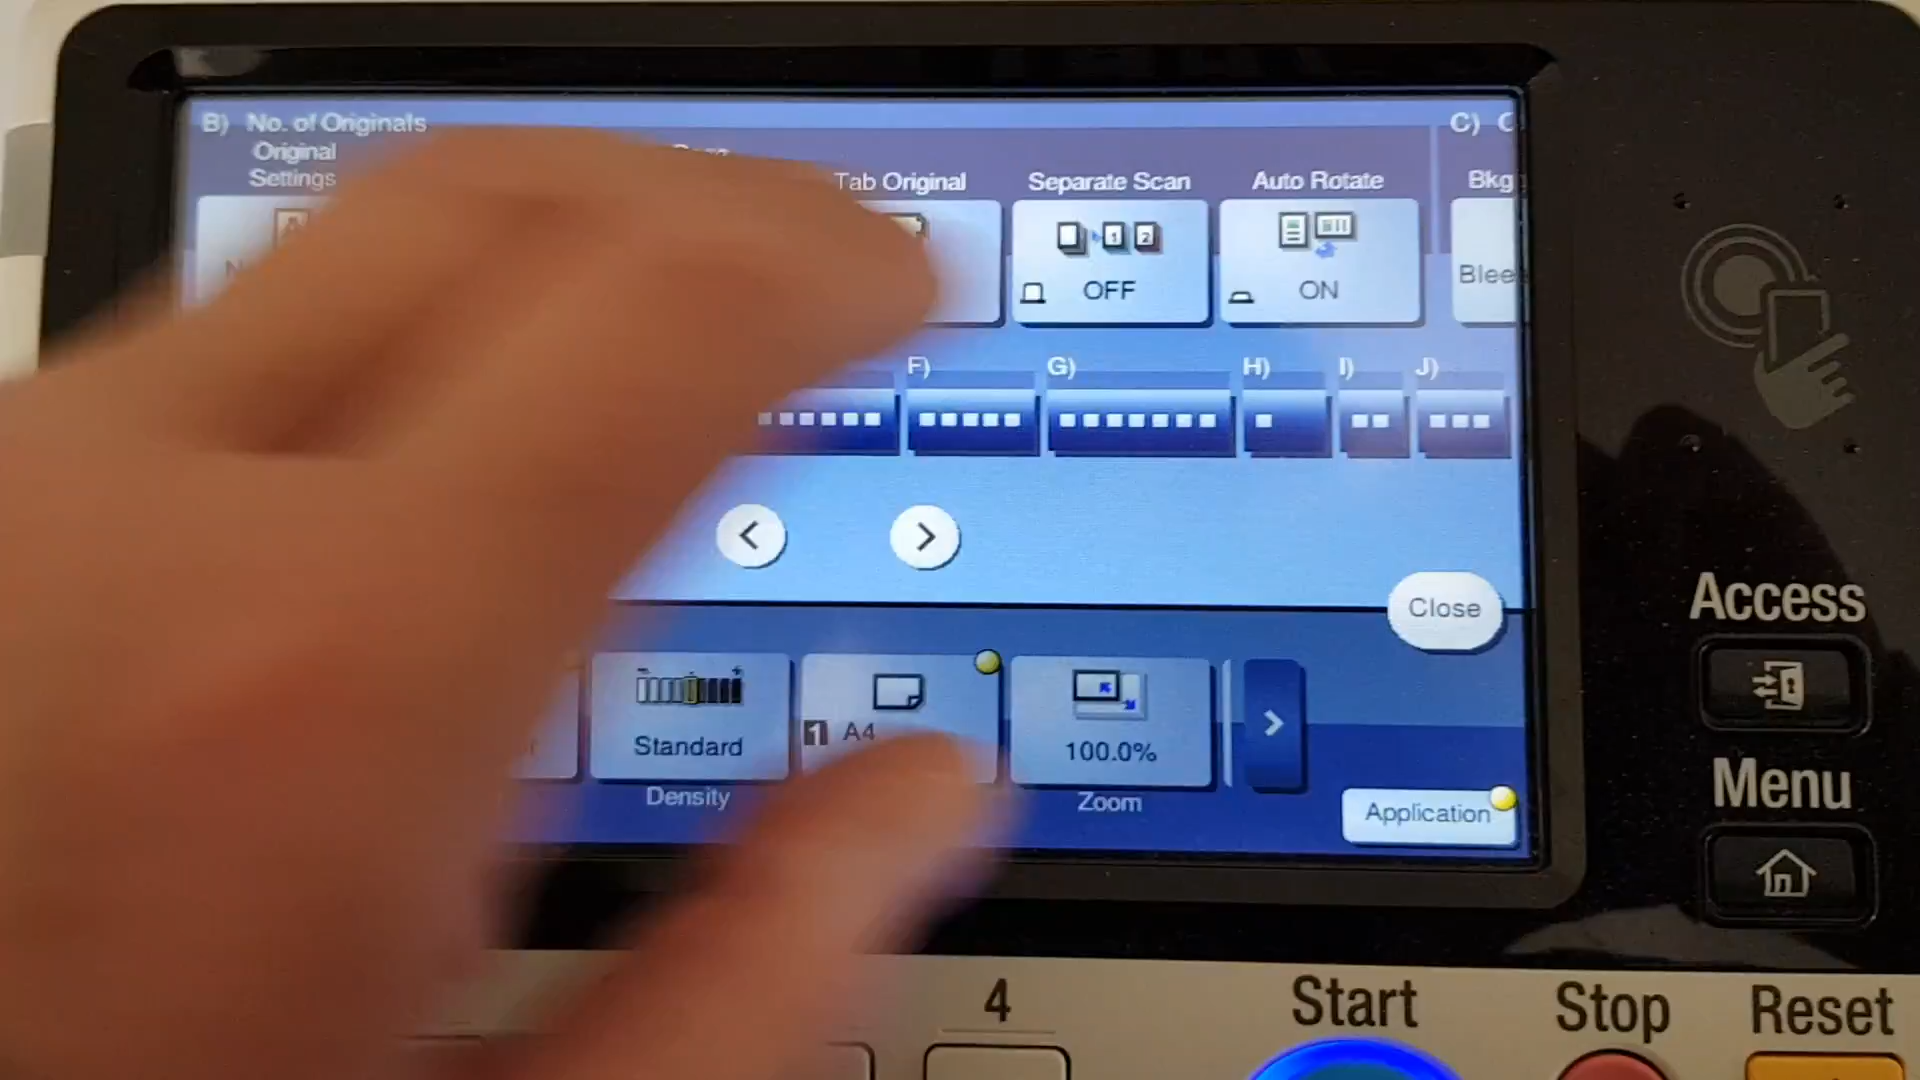 B) No. of Originals
C)
Original
Settings
Tab Original
Separate Scan
Auto Rotate
OFF
ON
F)
G)
H)
I)
J)
<
>
Close
Standard
1 A4
100.0%
>
Density
Zoom
Application
Access
Menu
4
Start
Stop
Reset